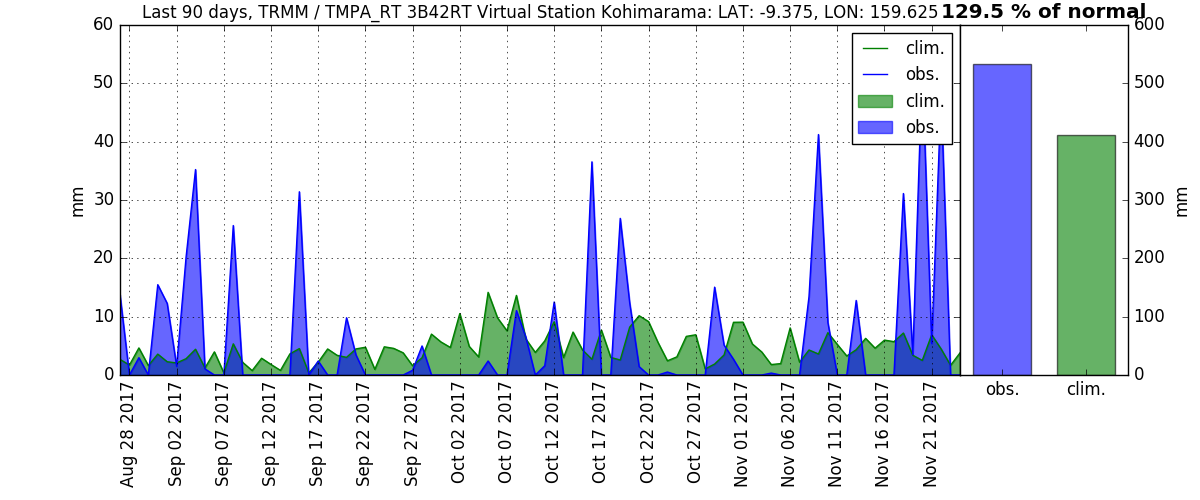 Last 90 days, TRMM / TMPA_RT 3B42RT Virtual Station Kohimarama: LAT: -9.375, LON: 159.625 129.5 % of normal
60 600
50 500
40 400
30 300
20 200
10 100
0 0
mm
mm
clim.
obs.
clim.
obs.
obs. clim.
Aug 28 2017
Sep 02 2017
Sep 07 2017
Sep 12 2017
Sep 17 2017
Sep 22 2017
Sep 27 2017
Oct 02 2017
Oct 07 2017
Oct 12 2017
Oct 17 2017
Oct 22 2017
Oct 27 2017
Nov 01 2017
Nov 06 2017
Nov 11 2017
Nov 16 2017
Nov 21 2017